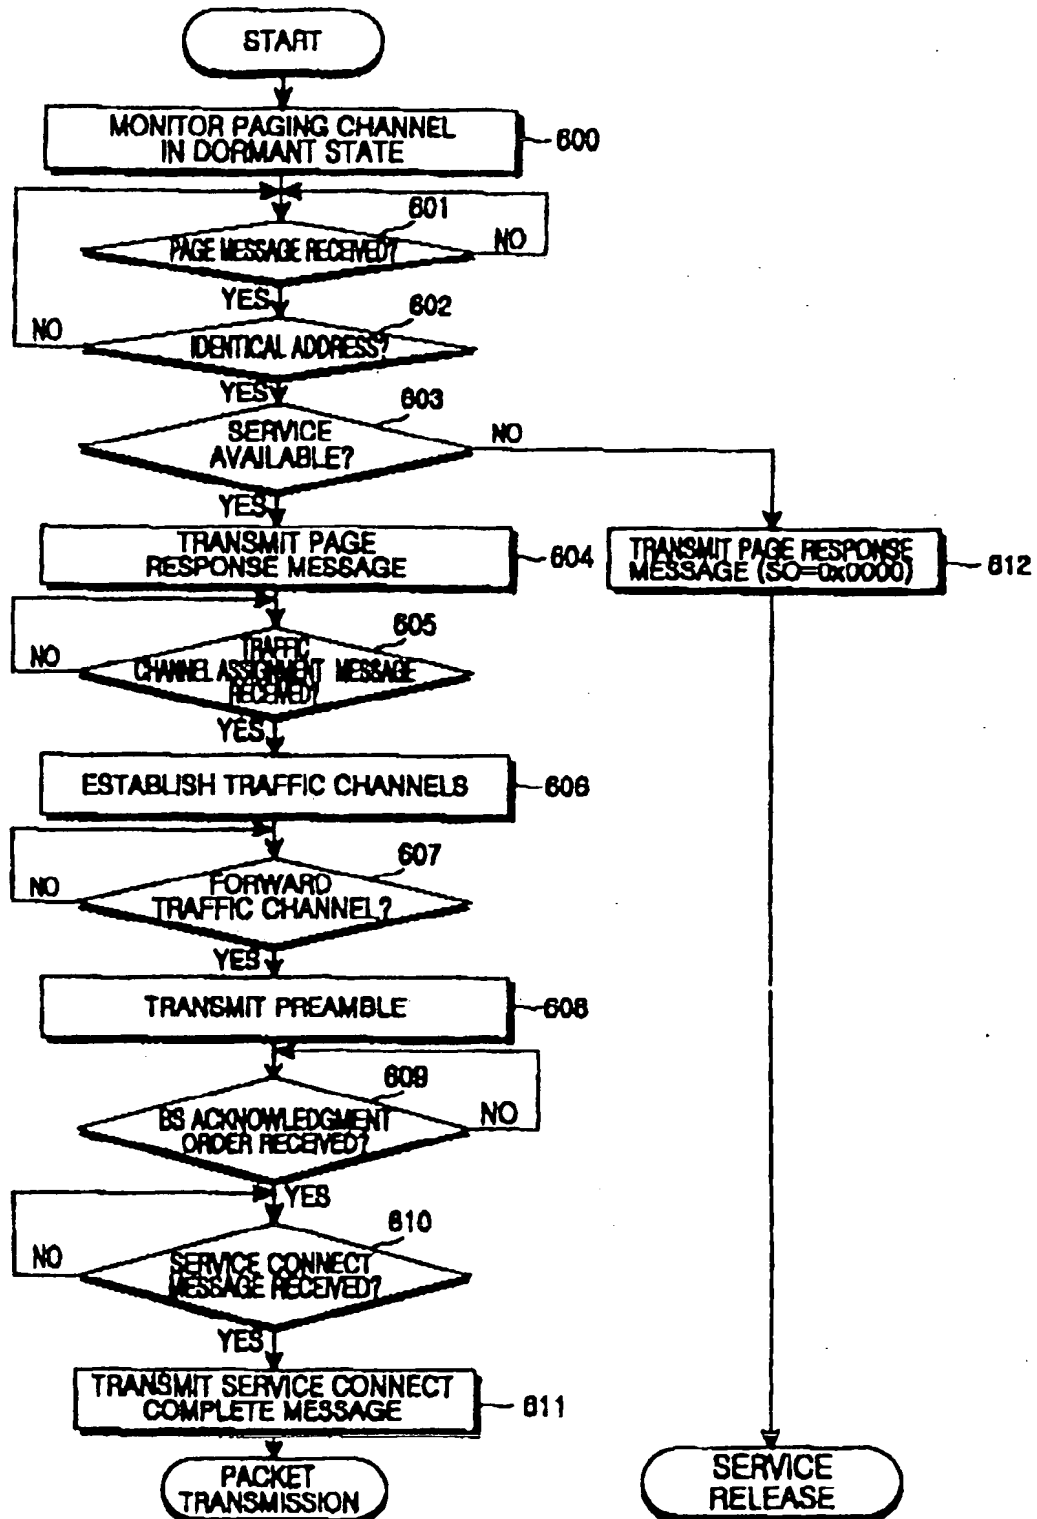 START
MONITOR PAGING CHANNEL
IN DORMANT STATE
600
601
PAGE MESSAGE RECEIVED?
NO
YES
602
NO
IDENTICAL ADDRESS?
YES
603
SERVICE
AVAILABLE?
NO
YES
TRANSMIT PAGE
RESPONSE MESSAGE
604
TRANSMIT PAGE RESPONSE
MESSAGE (SO=0x0000)
612
605
NO
TRAFFIC
CHANNEL ASSIGNMENT MESSAGE
RECEIVED?
YES
ESTABLISH TRAFFIC CHANNELS
606
607
NO
FORWARD
TRAFFIC CHANNEL?
YES
TRANSMIT PREAMBLE
608
609
BS ACKNOWLEDGMENT
ORDER RECEIVED?
NO
YES
610
NO
SERVICE CONNECT
MESSAGE RECEIVED?
YES
TRANSMIT SERVICE CONNECT
COMPLETE MESSAGE
611
PACKET
TRANSMISSION
SERVICE
RELEASE